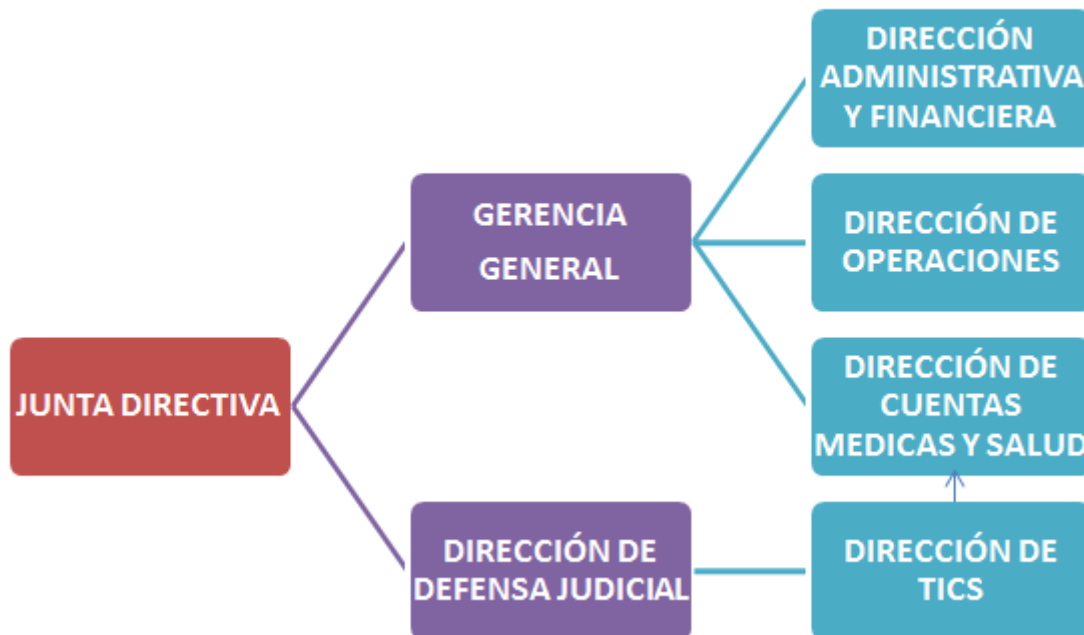 JUNTA DIRECTIVA
GERENCIA
GENERAL
DIRECCIÓN
ADMINISTRATIVA
Y FINANCIERA
DIRECCIÓN DE
OPERACIONES
DIRECCIÓN DE
CUENTAS
MEDICAS Y SALUD
DIRECCIÓN DE
DEFENSA JUDICIAL
DIRECCIÓN DE
TICS